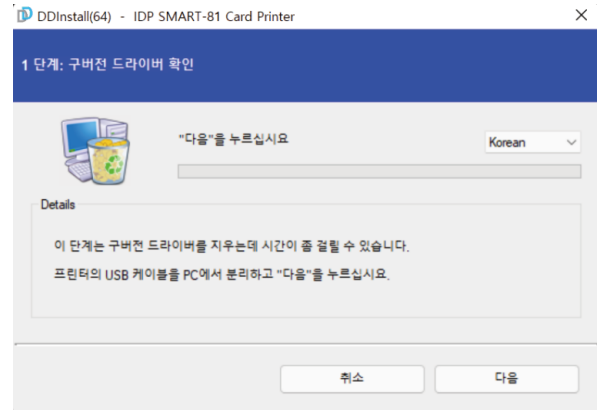 DDInstall(64) - IDP SMART-81 Card Printer
1 단계: 구버전 드라이버 확인
"다음"을 누르십시요
Korean
Details
이 단계는 구버전 드라이버를 지우는데 시간이 좀 걸릴 수 있습니다.
프린터의 USB 케이블을 PC에서 분리하고 "다음"을 누르십시요.
취소
다음